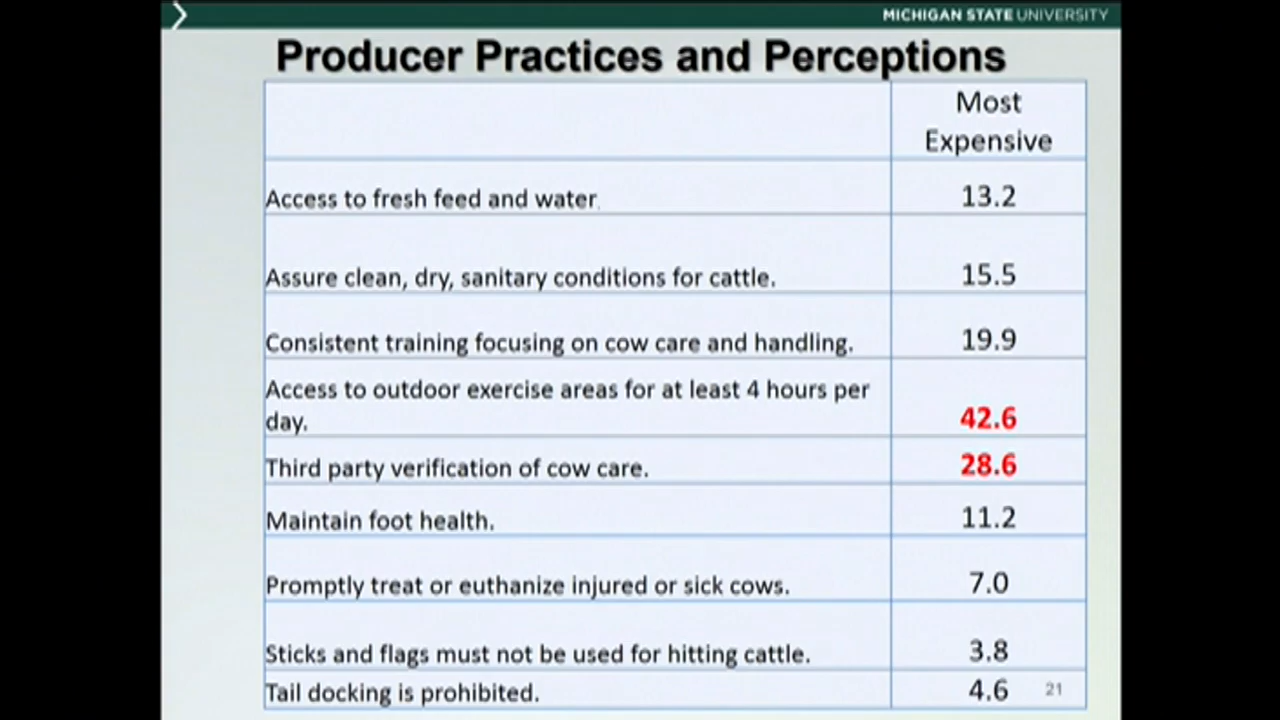 MICHIGAN STATE UNIVERSITY
Producer Practices and Perceptions
Most
Expensive
Access to fresh feed and water. 13.2
Assure clean, dry, sanitary conditions for cattle. 15.5
Consistent training focusing on cow care and handling. 19.9
Access to outdoor exercise areas for at least 4 hours per
day. 42.6
Third party verification of cow care. 28.6
Maintain foot health. 11.2
Promptly treat or euthanize injured or sick cows. 7.0
Sticks and flags must not be used for hitting cattle. 3.8
Tail docking is prohibited. 4.6
21